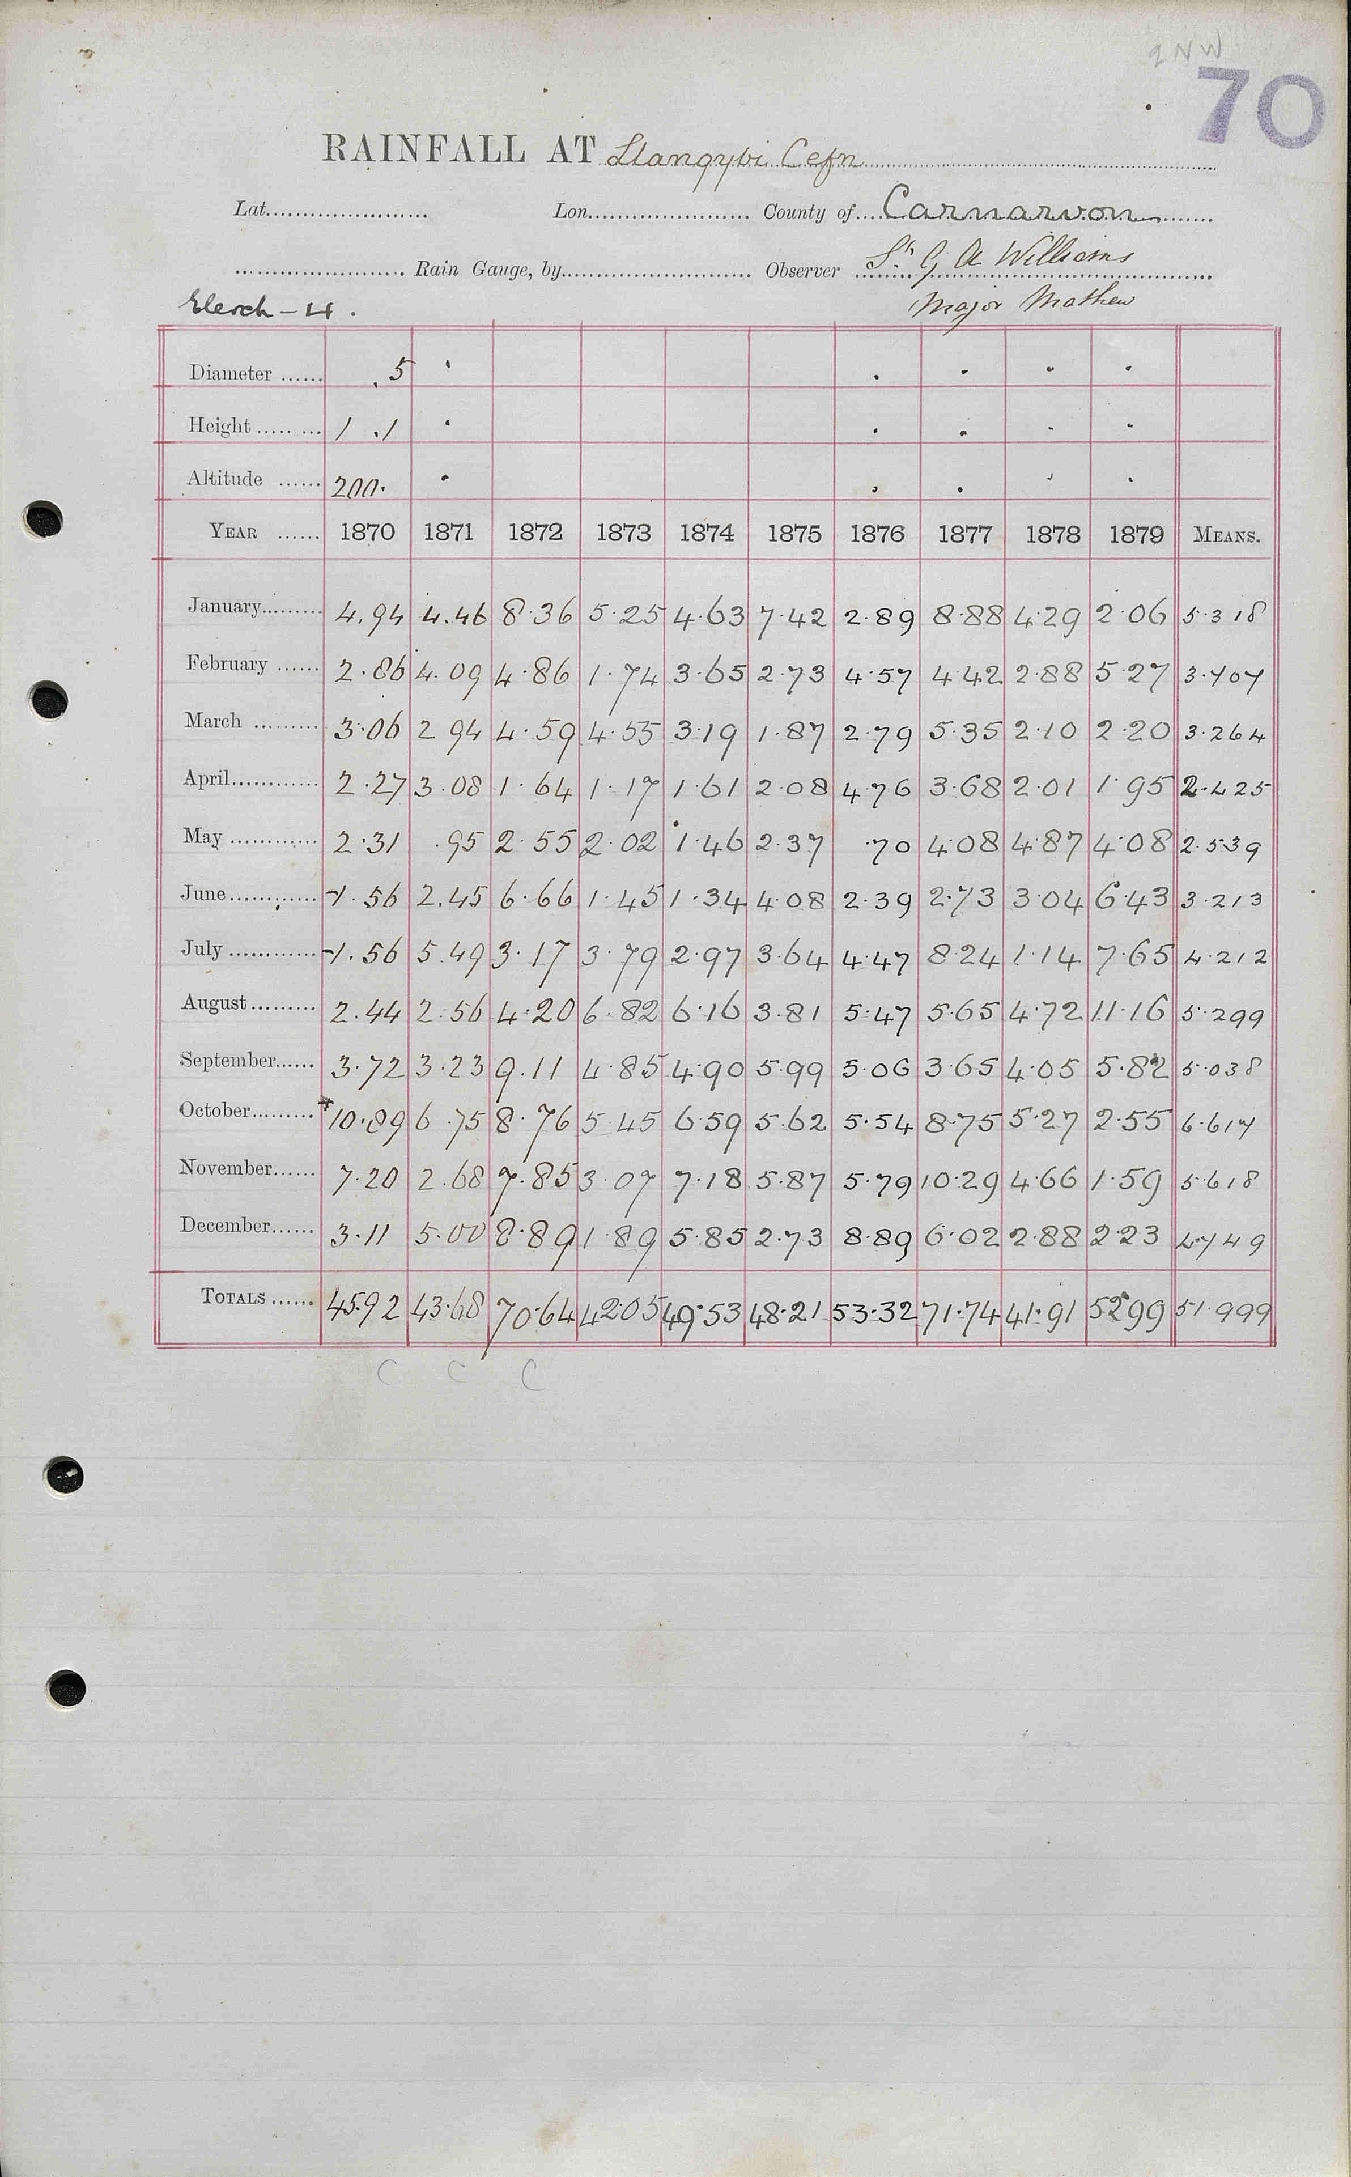 2 NW
70
RAINFALL AT Llangybi Cefn
Lat. Lon. County of Carnarvon
Rain Gauge, by Observer Sir G A Williams
Major Mathew
Diameter 5
Height 1 .1
Altitude 200.
YEAR 1870 1871 1872 1873 1874 1875 1876 1877 1878 1879 MEANS.
January 4.94 4.46 8.36 5.25 4.63 7.42 2.89 8.88 4.29 2.06 5.318
February 2.86 4.09 4.86 1.74 3.65 2.73 4.57 4.42 2.88 5.27 3.707
March 3.06 2.94 4.59 4.55 3.19 1.87 2.79 5.35 2.10 2.20 3.264
April 2.27 3.08 1.64 1.17 1.61 2.08 4.76 3.68 2.01 1.95 2.425
May 2.31 .95 2.55 2.02 1.46 2.37 .70 4.08 4.87 4.08 2.539
June 1.56 2.45 6.66 1.45 1.34 4.08 2.39 2.73 3.04 6.43 3.213
July 1.56 5.49 3.17 3.79 2.97 3.64 4.47 8.24 1.14 7.65 4.212
August 2.44 2.56 4.20 6.82 6.16 3.81 5.47 5.65 4.72 11.16 5.299
September 3.72 3.23 9.11 4.85 4.90 5.99 5.06 3.65 4.05 5.82 5.038
October *10.89 6.75 8.76 5.45 6.59 5.62 5.54 8.75 5.27 2.55 6.617
November 7.20 2.68 7.85 3.07 7.18 5.87 5.79 10.29 4.66 1.59 5.618
December 3.11 5.00 8.89 1.89 5.85 2.73 8.89 6.02 2.88 2.23 4.749
TOTALS 45.92 43.68 70.64 42.05 49.53 48.21 53.32 71.74 41.91 52.99 51.999
C C C